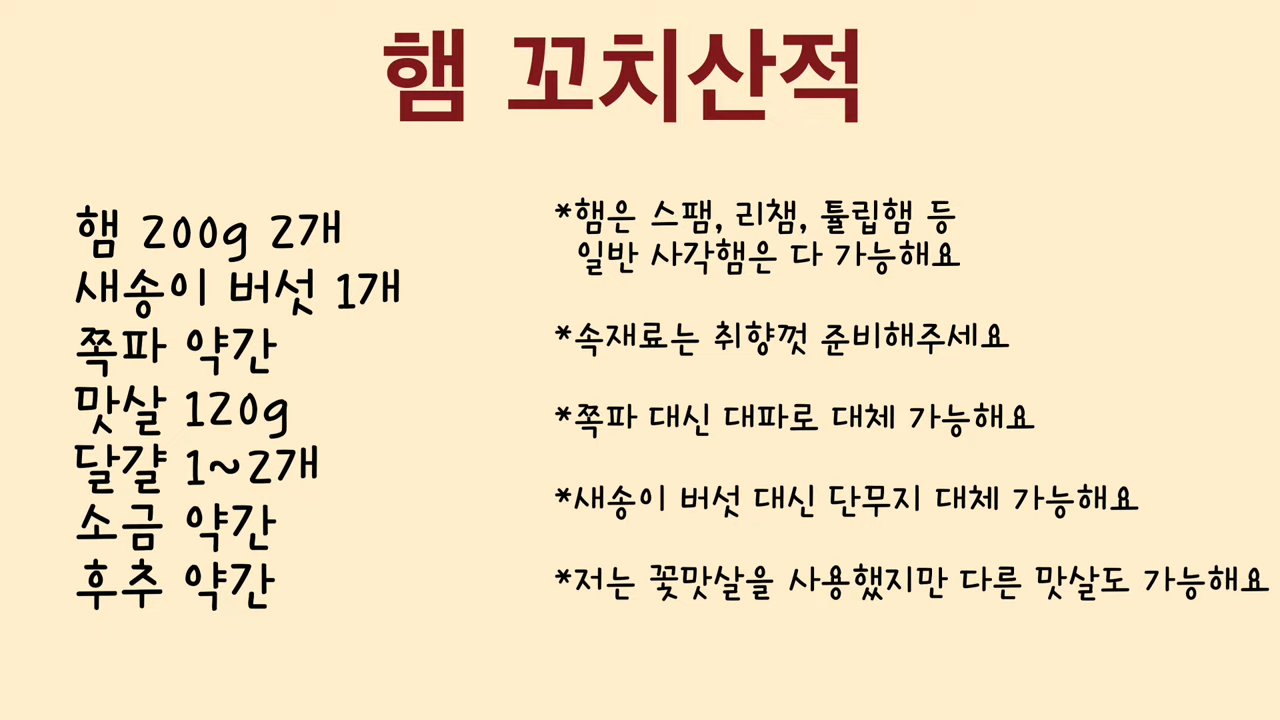 햄 꼬치산적
햄 200g 2개
새송이 버섯 1개
쪽파 약간
맛살 120g
달걀 1~2개
소금 약간
후추 약간
*햄은 스팸, 리챔, 튤립햄 등
일반 사각햄은 다 가능해요
*속재료는 취향껏 준비해주세요
*쪽파 대신 대파로 대체 가능해요
*새송이 버섯 대신 단무지 대체 가능해요
*저는 꽃맛살을 사용했지만 다른 맛살도 가능해요